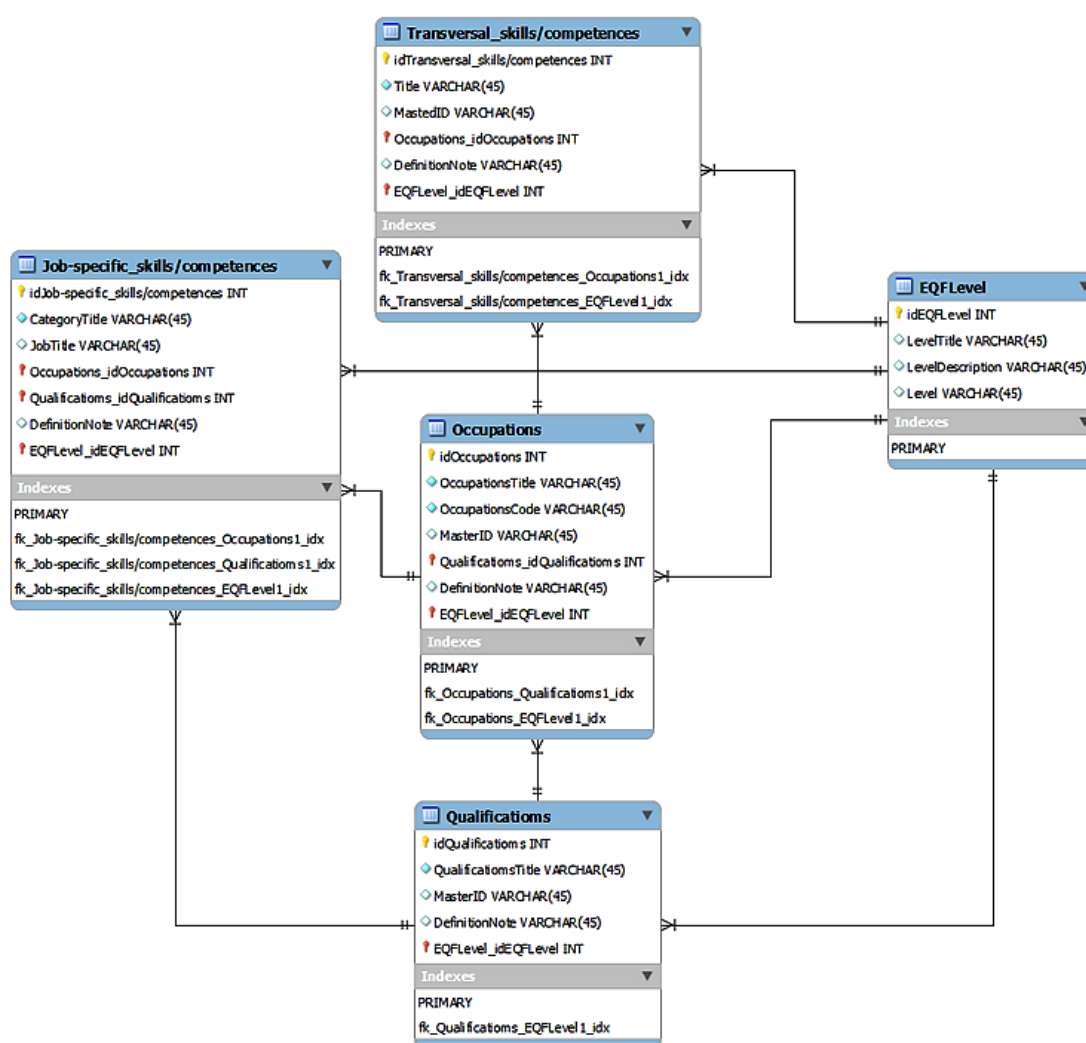 Transversal_skills/competences
idTransversal_skills/competences INT
Title VARCHAR(45)
MastedID VARCHAR(45)
Occupations_idOccupations INT
DefinitionNote VARCHAR(45)
EQFLevel_idEQFLevel INT
Indexes
PRIMARY
fk_Transversal_skills/competences_Occupations1_idx
fk_Transversal_skills/competences_EQFLevel1_idx
Job-specific_skills/competences
idJob-specific_skills/competences INT
CategoryTitle VARCHAR(45)
JobTitle VARCHAR(45)
Occupations_idOccupations INT
Qualificatioms_idQualificatioms INT
DefinitionNote VARCHAR(45)
EQFLevel_idEQFLevel INT
Indexes
PRIMARY
fk_Job-specific_skills/competences_Occupations1_idx
fk_Job-specific_skills/competences_Qualificatioms1_idx
fk_Job-specific_skills/competences_EQFLevel1_idx
EQFLevel
idEQFLevel INT
LevelTitle VARCHAR(45)
LevelDescription VARCHAR(45)
Level VARCHAR(45)
Indexes
PRIMARY
Occupations
idOccupations INT
OccupationsTitle VARCHAR(45)
OccupationsCode VARCHAR(45)
MasterID VARCHAR(45)
Qualificatioms_idQualificatioms INT
DefinitionNote VARCHAR(45)
EQFLevel_idEQFLevel INT
Indexes
PRIMARY
fk_Occupations_Qualificatioms1_idx
fk_Occupations_EQFLevel1_idx
Qualificatioms
idQualificatioms INT
QualificatiomsTitle VARCHAR(45)
MasterID VARCHAR(45)
DefinitionNote VARCHAR(45)
EQFLevel_idEQFLevel INT
Indexes
PRIMARY
fk_Qualificatioms_EQFLevel1_idx